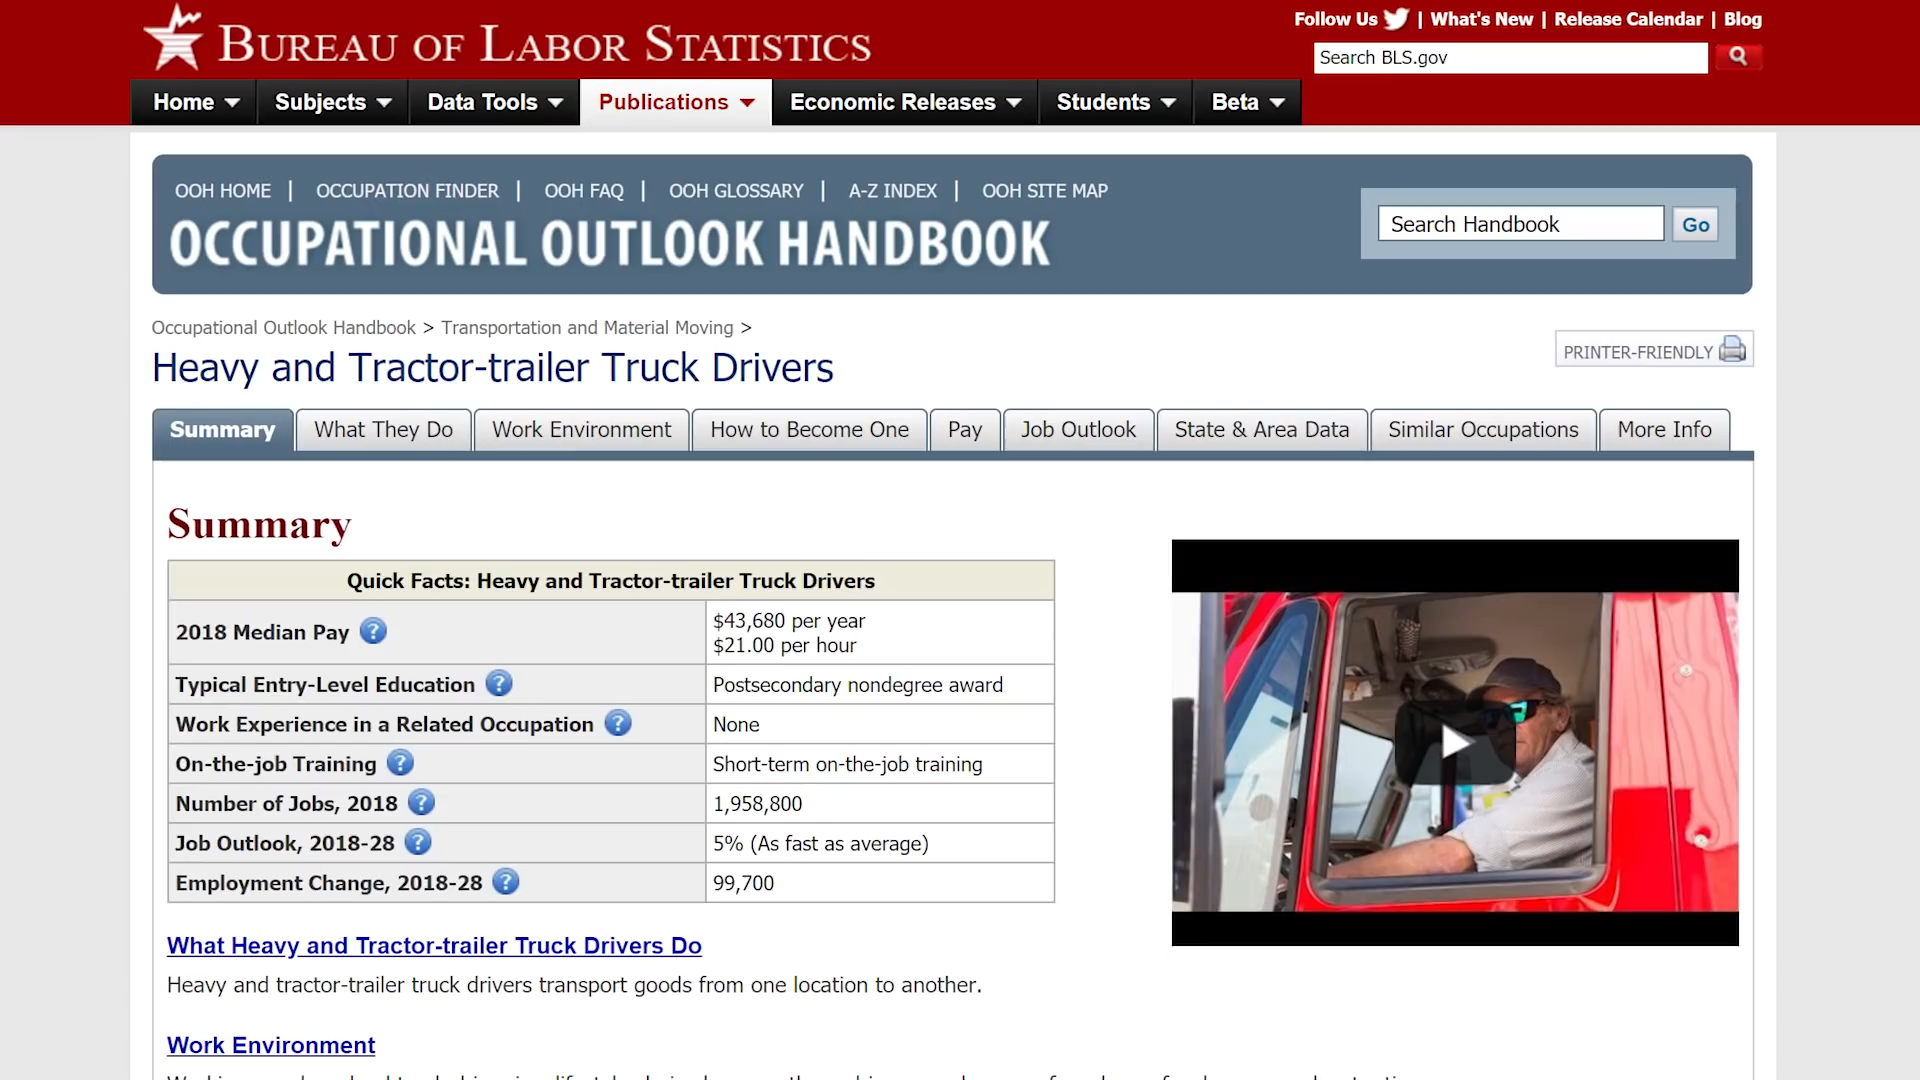 BUREAU OF LABOR STATISTICS
Follow Us | What's New | Release Calendar | Blog
Search BLS.gov
Home
Subjects
Data Tools
Publications
Economic Releases
Students
Beta
OOH HOME | OCCUPATION FINDER | OOH FAQ | OOH GLOSSARY | A-Z INDEX | OOH SITE MAP
OCCUPATIONAL OUTLOOK HANDBOOK
Search Handbook
Go
Occupational Outlook Handbook > Transportation and Material Moving >
PRINTER-FRIENDLY
Heavy and Tractor-trailer Truck Drivers
Summary
What They Do
Work Environment
How to Become One
Pay
Job Outlook
State & Area Data
Similar Occupations
More Info
Summary
Quick Facts: Heavy and Tractor-trailer Truck Drivers
2018 Median Pay ?
$43,680 per year
$21.00 per hour
Typical Entry-Level Education ? Postsecondary nondegree award
Work Experience in a Related Occupation ? None
On-the-job Training ? Short-term on-the-job training
Number of Jobs, 2018 ? 1,958,800
Job Outlook, 2018-28 ? 5% (As fast as average)
Employment Change, 2018-28 ? 99,700
What Heavy and Tractor-trailer Truck Drivers Do
Heavy and tractor-trailer truck drivers transport goods from one location to another.
Work Environment